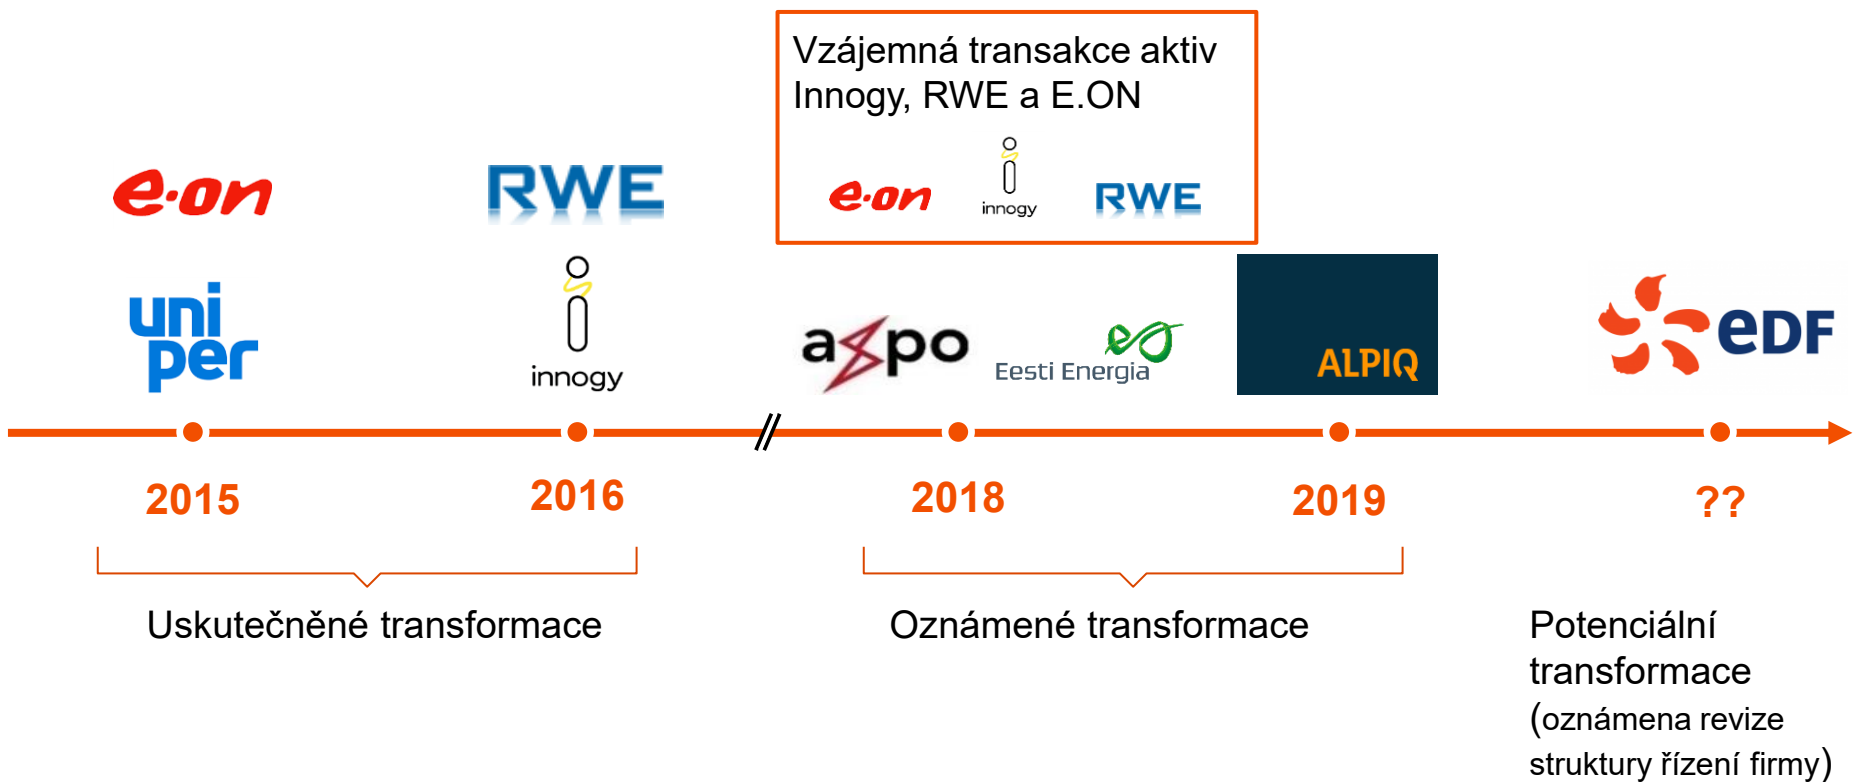 Vzájemná transakce aktiv
Innogy, RWE a E.ON
e·on
innogy
RWE
e·on
RWE
uni
per
innogy
axpo
Eesti Energia
ALPIQ
eDF
2015
2016
2018
2019
??
Uskutečněné transformace
Oznámené transformace
Potenciální
transformace
(oznámena revize
struktury řízení firmy)